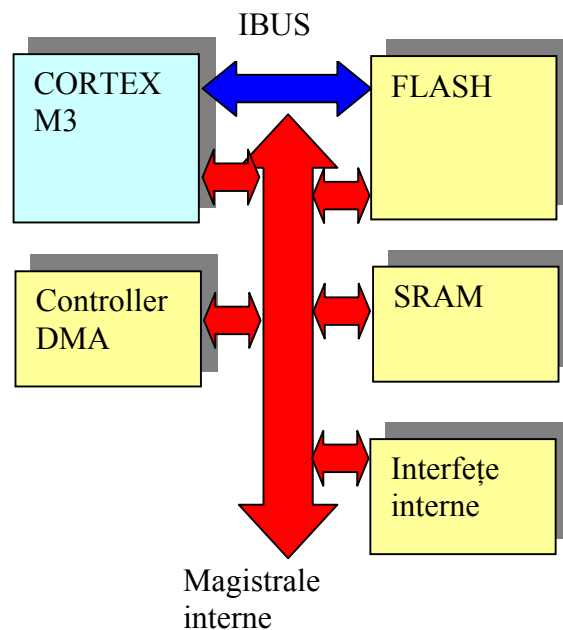 IBUS
CORTEX
M3
FLASH
Controller
DMA
SRAM
Interfețe
interne
Magistrale
interne